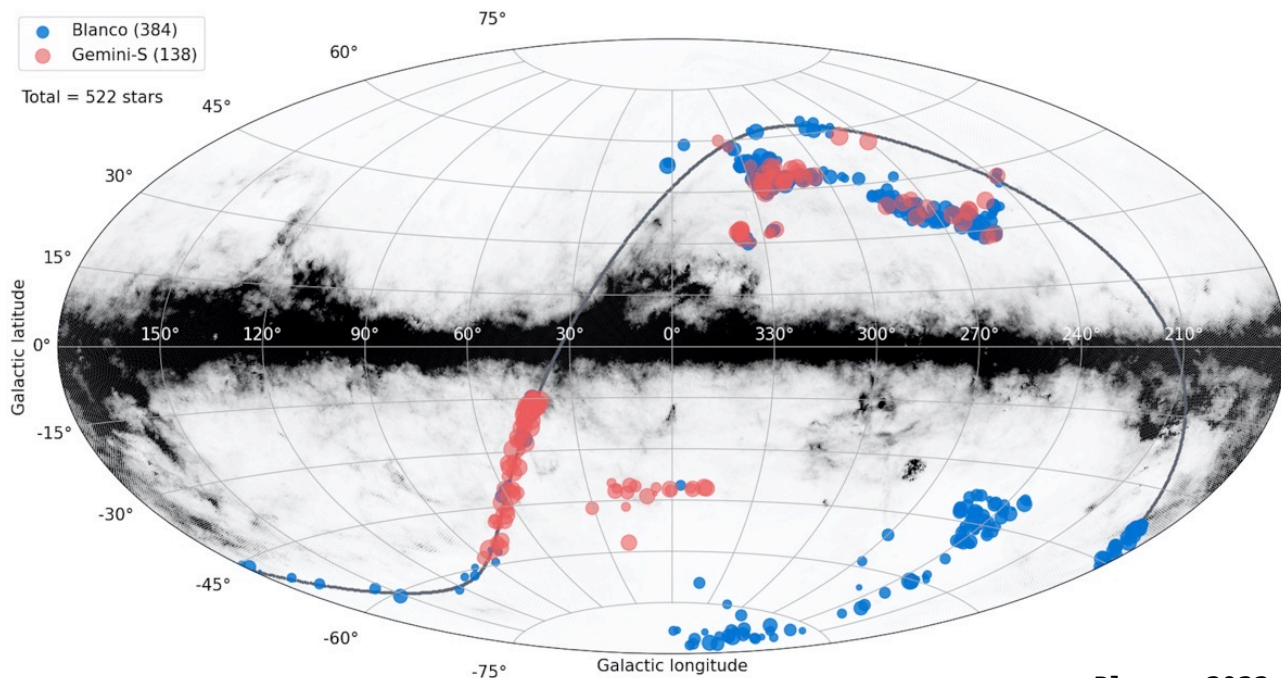 Blanco (384)
Gemini-S (138)
Total = 522 stars
75°
60°
45°
30°
15°
0°
-15°
-30°
-45°
-60°
-75°
Galactic latitude
150° 120° 90° 60° 30° 0° 330° 300° 270° 240° 210°
Galactic longitude